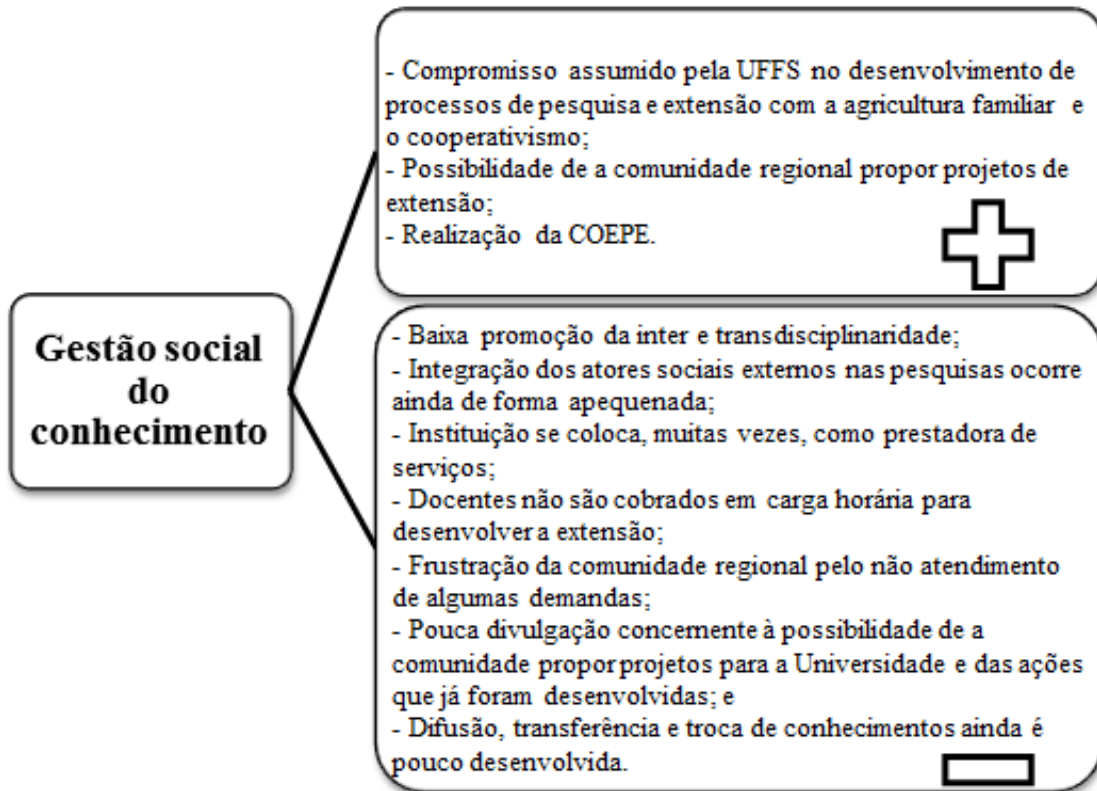 Gestão social
do
conhecimento
- Compromisso assumido pela UFFS no desenvolvimento de
processos de pesquisa e extensão com a agricultura familiar e
o cooperativismo;
- Possibilidade de a comunidade regional propor projetos de
extensão;
- Realização da COEPE.
- Baixa promoção da inter e transdisciplinaridade;
- Integração dos atores sociais externos nas pesquisas ocorre
ainda de forma apequenada;
- Instituição se coloca, muitas vezes, como prestadora de
serviços;
- Docentes não são cobrados em carga horária para
desenvolver a extensão;
- Frustração da comunidade regional pelo não atendimento
de algumas demandas;
- Pouca divulgação concernente à possibilidade de a
comunidade propor projetos para a Universidade e das ações
que já foram desenvolvidas; e
- Difusão, transferência e troca de conhecimentos ainda é
pouco desenvolvida.